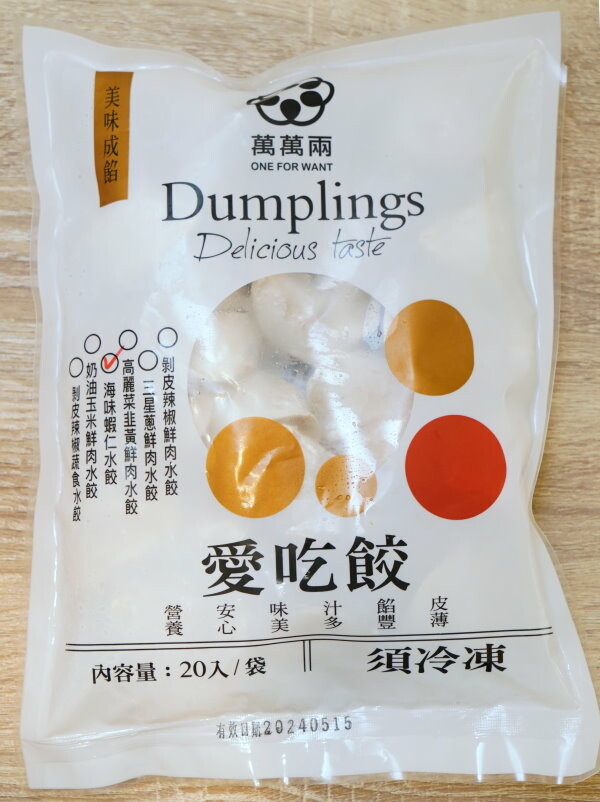 美味成餡
萬萬兩
ONE FOR WANT
Dumplings
Delicious taste
剝皮辣椒鮮肉水餃
三星蔥鮮肉水餃
高麗菜韭黃鮮肉水餃
海味蝦仁水餃
奶油玉米鮮肉水餃
剝皮辣椒蔬食水餃
愛吃餃
皮薄
餡豐
汁多
味美
安心
營養
內容量：20入/袋
須冷凍
有效日期20240515